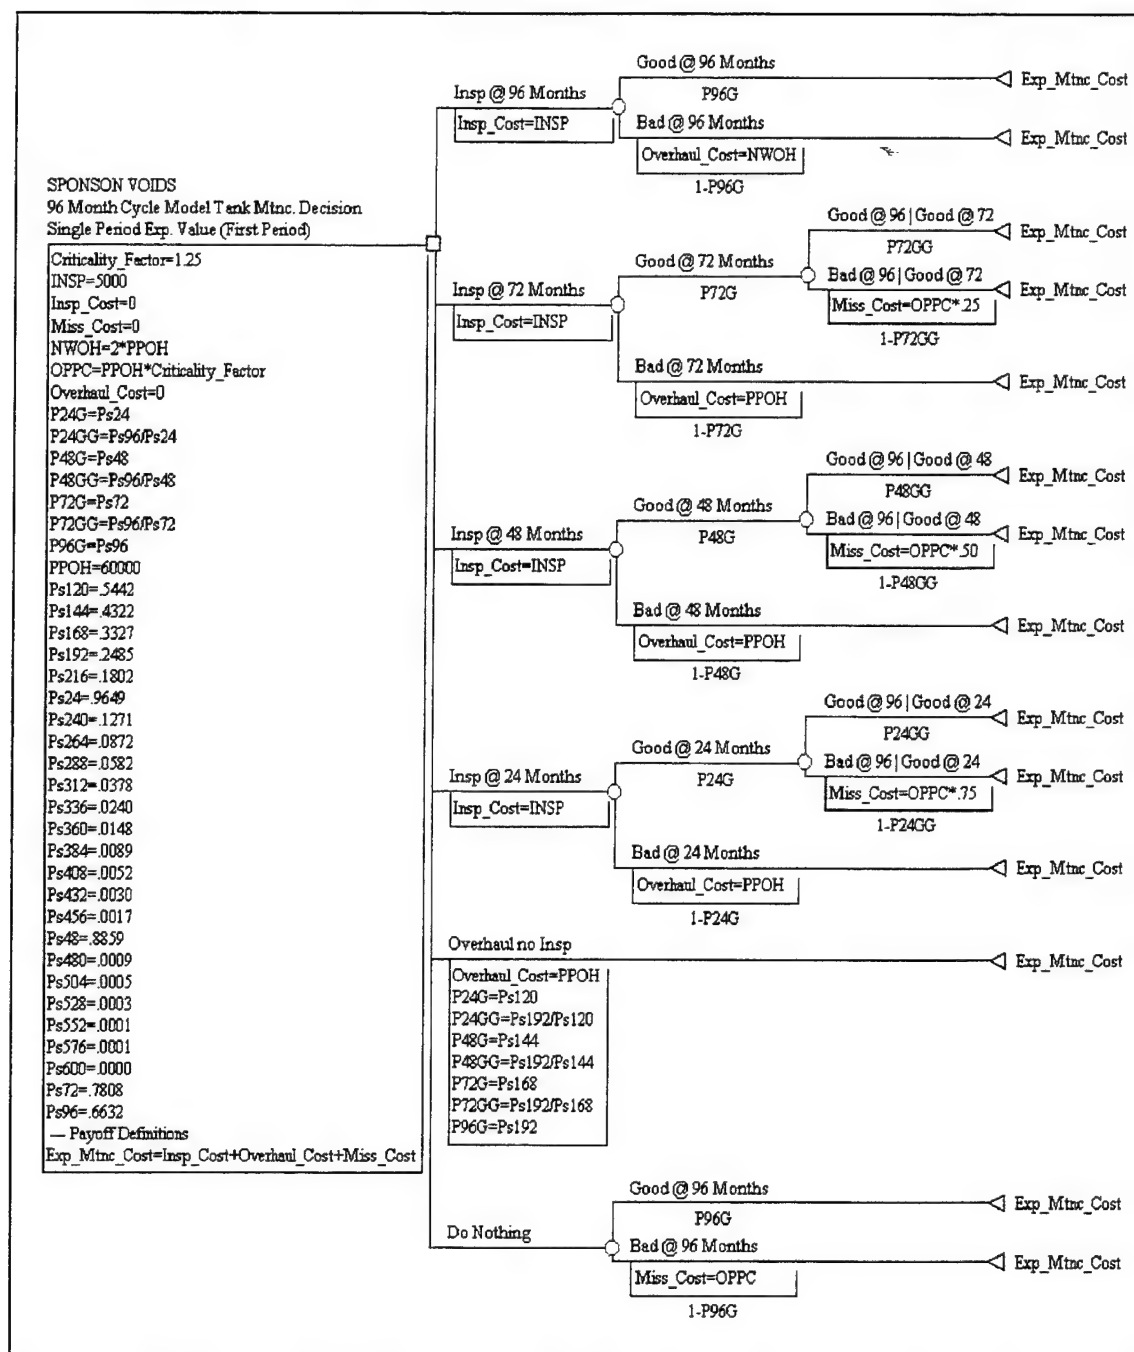 SPONSON VOIDS
96 Month Cycle Model Tank Mtnc. Decision
Single Period Exp. Value (First Period)
Criticality_Factor=1.25
INSP=5000
Insp_Cost=0
Miss_Cost=0
NWOH=2*PPOH
OPPC=PPOH*Criticality_Factor
Overhaul_Cost=0
P24G=Ps24
P24GG=Ps96/Ps24
P48G=Ps48
P48GG=Ps96/Ps48
P72G=Ps72
P72GG=Ps96/Ps72
P96G=Ps96
PPOH=60000
Ps120=.5442
Ps144=.4322
Ps168=.3327
Ps192=.2485
Ps216=.1802
Ps24=.9649
Ps240=.1271
Ps264=.0872
Ps288=.0582
Ps312=.0378
Ps336=.0240
Ps360=.0148
Ps384=.0089
Ps408=.0052
Ps432=.0030
Ps456=.0017
Ps48=.8859
Ps480=.0009
Ps504=.0005
Ps528=.0003
Ps552=.0001
Ps576=.0001
Ps600=.0000
Ps72=.7808
Ps96=.6632
— Payoff Definitions
Exp_Mtnc_Cost=Insp_Cost+Overhaul_Cost+Miss_Cost
Insp @ 96 Months
Insp_Cost=INSP
Good @ 96 Months
P96G
Exp_Mtnc_Cost
Bad @ 96 Months
Overhaul_Cost=NWOH
1-P96G
Exp_Mtnc_Cost
Insp @ 72 Months
Insp_Cost=INSP
Good @ 72 Months
P72G
Good @ 96 | Good @ 72
P72GG
Exp_Mtnc_Cost
Bad @ 96 | Good @ 72
Miss_Cost=OPPC*.25
1-P72GG
Exp_Mtnc_Cost
Bad @ 72 Months
Overhaul_Cost=PPOH
1-P72G
Exp_Mtnc_Cost
Insp @ 48 Months
Insp_Cost=INSP
Good @ 48 Months
P48G
Good @ 96 | Good @ 48
P48GG
Exp_Mtnc_Cost
Bad @ 96 | Good @ 48
Miss_Cost=OPPC*.50
1-P48GG
Exp_Mtnc_Cost
Bad @ 48 Months
Overhaul_Cost=PPOH
1-P48G
Exp_Mtnc_Cost
Insp @ 24 Months
Insp_Cost=INSP
Good @ 24 Months
P24G
Good @ 96 | Good @ 24
P24GG
Exp_Mtnc_Cost
Bad @ 96 | Good @ 24
Miss_Cost=OPPC*.75
1-P24GG
Exp_Mtnc_Cost
Bad @ 24 Months
Overhaul_Cost=PPOH
1-P24G
Exp_Mtnc_Cost
Overhaul no Insp
Overhaul_Cost=PPOH
P24G=Ps120
P24GG=Ps192/Ps120
P48G=Ps144
P48GG=Ps192/Ps144
P72G=Ps168
P72GG=Ps192/Ps168
P96G=Ps192
Exp_Mtnc_Cost
Do Nothing
Good @ 96 Months
P96G
Exp_Mtnc_Cost
Bad @ 96 Months
Miss_Cost=OPPC
1-P96G
Exp_Mtnc_Cost